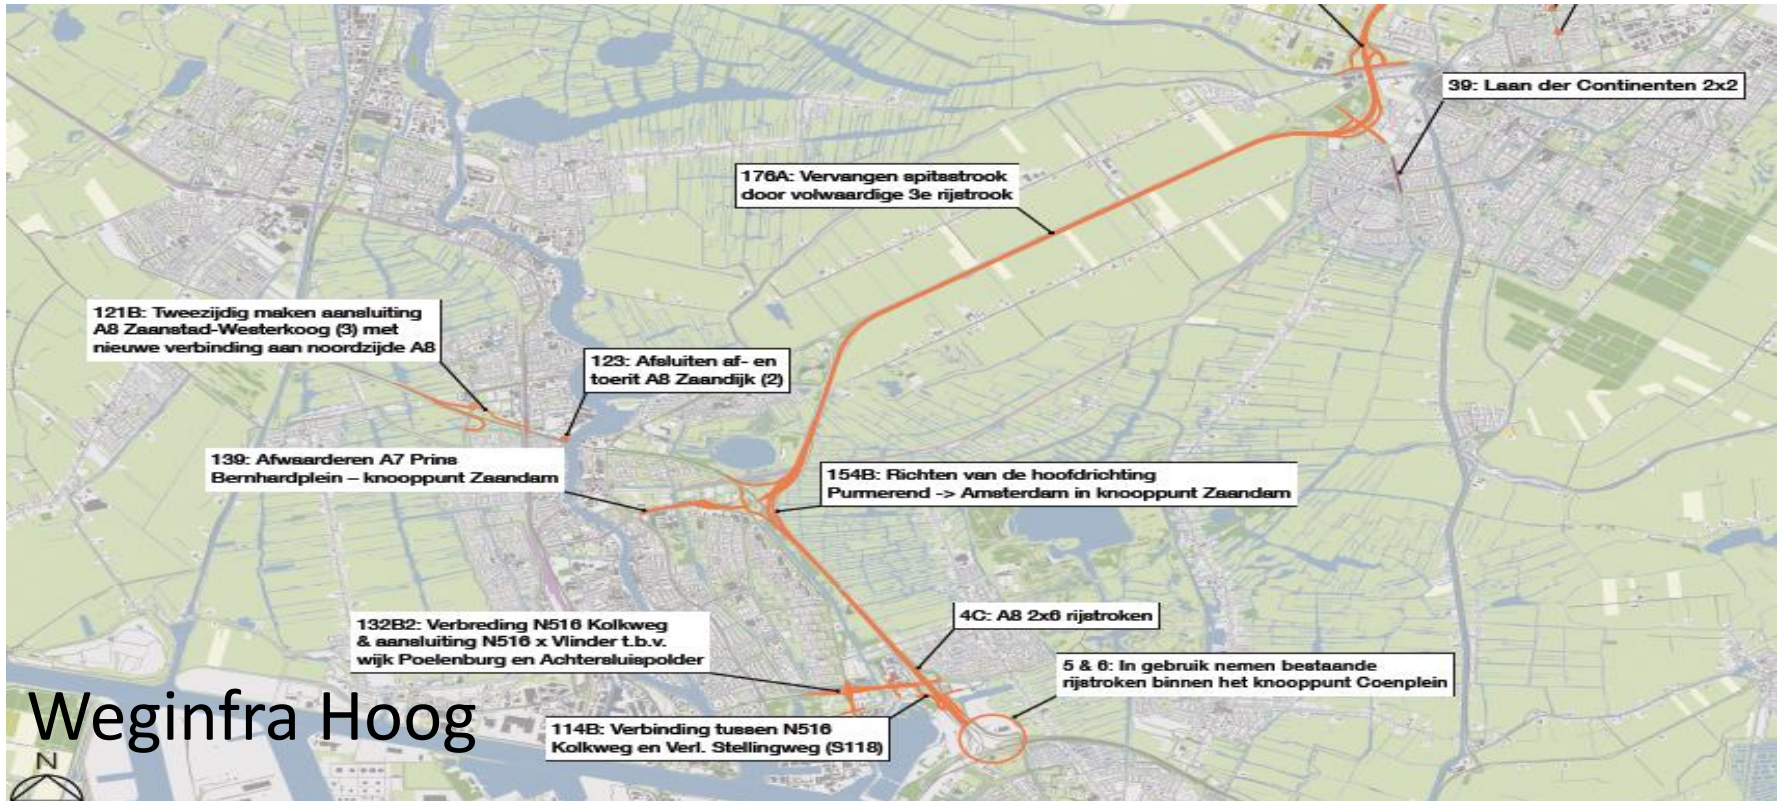 39: Laan der Continenten 2x2
176A: Vervangen spitsstrook
door volwaardige 3e rijstrook
121B: Tweezijdig maken aansluiting
A8 Zaanstad-Westerkoog (3) met
nieuwe verbinding aan noordzijde A8
123: Afsluiten af- en
toerit A8 Zaandijk (2)
139: Afwaarderen A7 Prins
Bernhardplein – knooppunt Zaandam
154B: Richten van de hoofdrichting
Purmerend -> Amsterdam in knooppunt Zaandam
4C: A8 2x6 rijstroken
132B2: Verbreding N516 Kolkweg
& aansluiting N516 x Vlinder t.b.v.
wijk Poelenburg en Achtersluispolder
5 & 6: In gebruik nemen bestaande
rijstroken binnen het knooppunt Coenplein
Weginfra Hoog
114B: Verbinding tussen N516
Kolkweg en Verl. Stellingweg (S118)
N